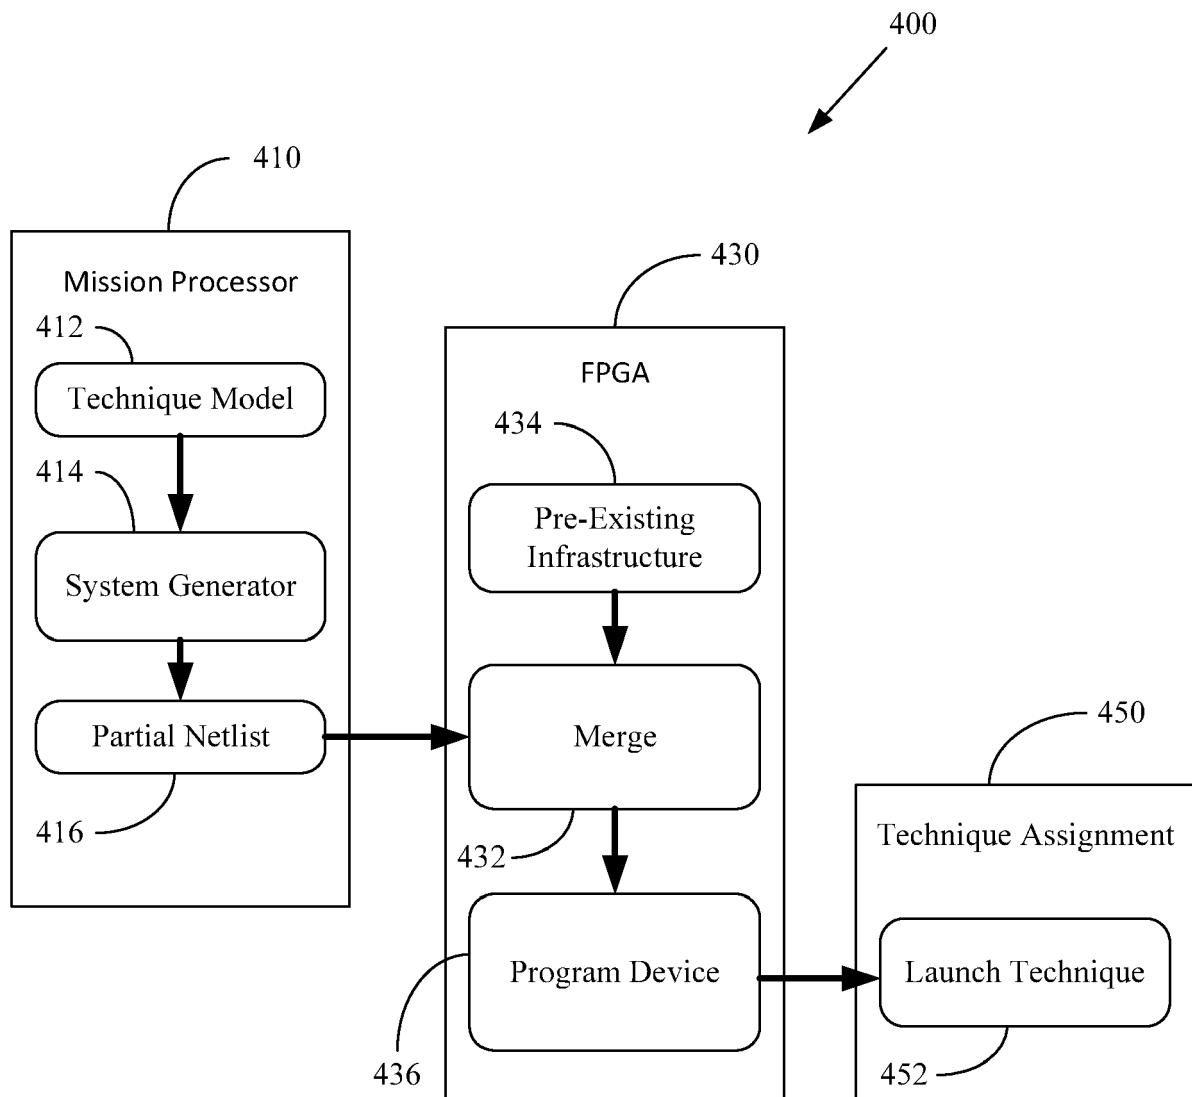 400
410
Mission Processor
412
Technique Model
414
System Generator
Partial Netlist
416
430
FPGA
434
Pre-Existing
Infrastructure
Merge
432
Program Device
436
450
Technique Assignment
Launch Technique
452